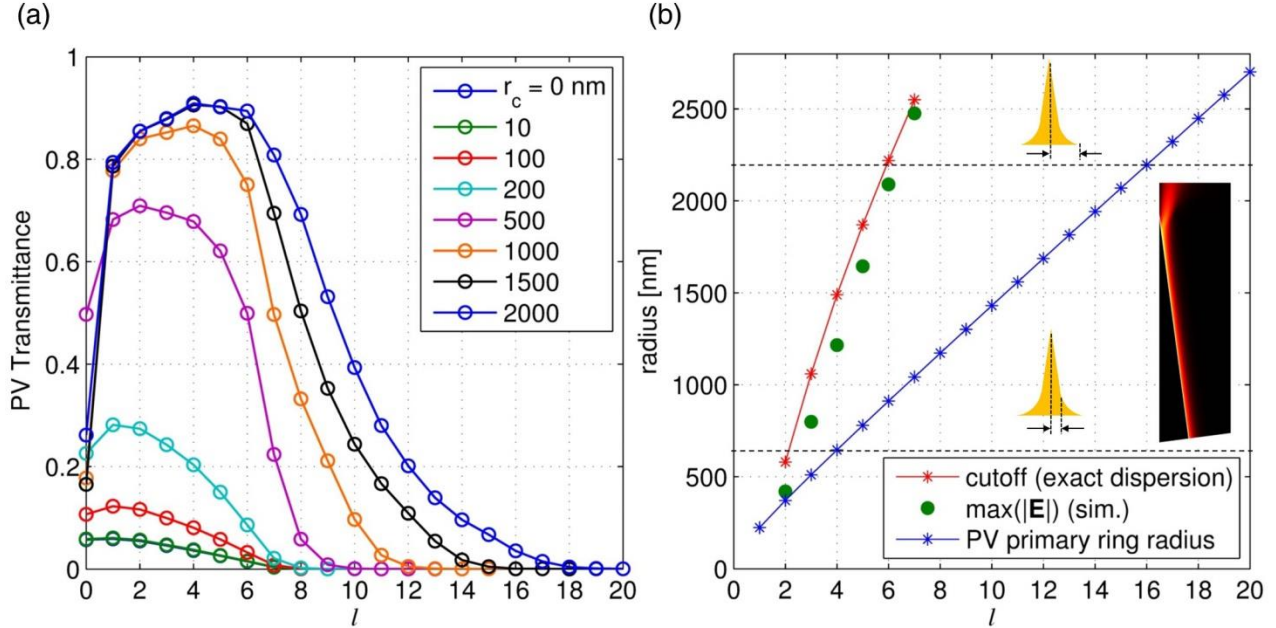 (a)
PV Transmittance
1
0.8
0.6
0.4
0.2
0
0 2 4 6 8 10 12 14 16 18 20
l
r_c = 0 nm
10
100
200
500
1000
1500
2000
(b)
radius [nm]
2500
2000
1500
1000
500
0
0 2 4 6 8 10 12 14 16 18 20
l
cutoff (exact dispersion)
max(|E|) (sim.)
PV primary ring radius